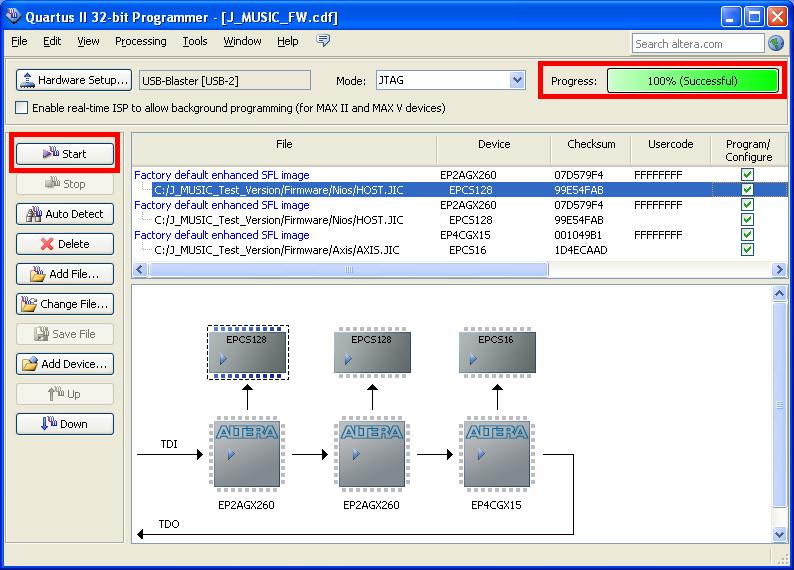 Quartus II 32-bit Programmer - [J_MUSIC_FW.cdf]
File Edit View Processing Tools Window Help Search altera.com
Hardware Setup... USB-Blaster [USB-2] Mode: JTAG Progress: 100% (Successful)
Enable real-time ISP to allow background programming (for MAX II and MAX V devices)
Start
Stop
Auto Detect
Delete
Add File...
Change File...
Save File
Add Device...
Up
Down
File Device Checksum Usercode Program/
Configure
Factory default enhanced SFL image EP2AGX260 07D579F4 FFFFFFFF
C:/J_MUSIC_Test_Version/Firmware/Nios/HOST.JIC EPCS128 99E54FAB
Factory default enhanced SFL image EP2AGX260 07D579F4 FFFFFFFF
C:/J_MUSIC_Test_Version/Firmware/Nios/HOST.JIC EPCS128 99E54FAB
Factory default enhanced SFL image EP4CGX15 001049B1 FFFFFFFF
C:/J_MUSIC_Test_Version/Firmware/Axis/AXIS.JIC EPCS16 1D4ECAAD
EPCS128 EPCS128 EPCS16
ALTERA ALTERA ALTERA
TDI
EP2AGX260 EP2AGX260 EP4CGX15
TDO